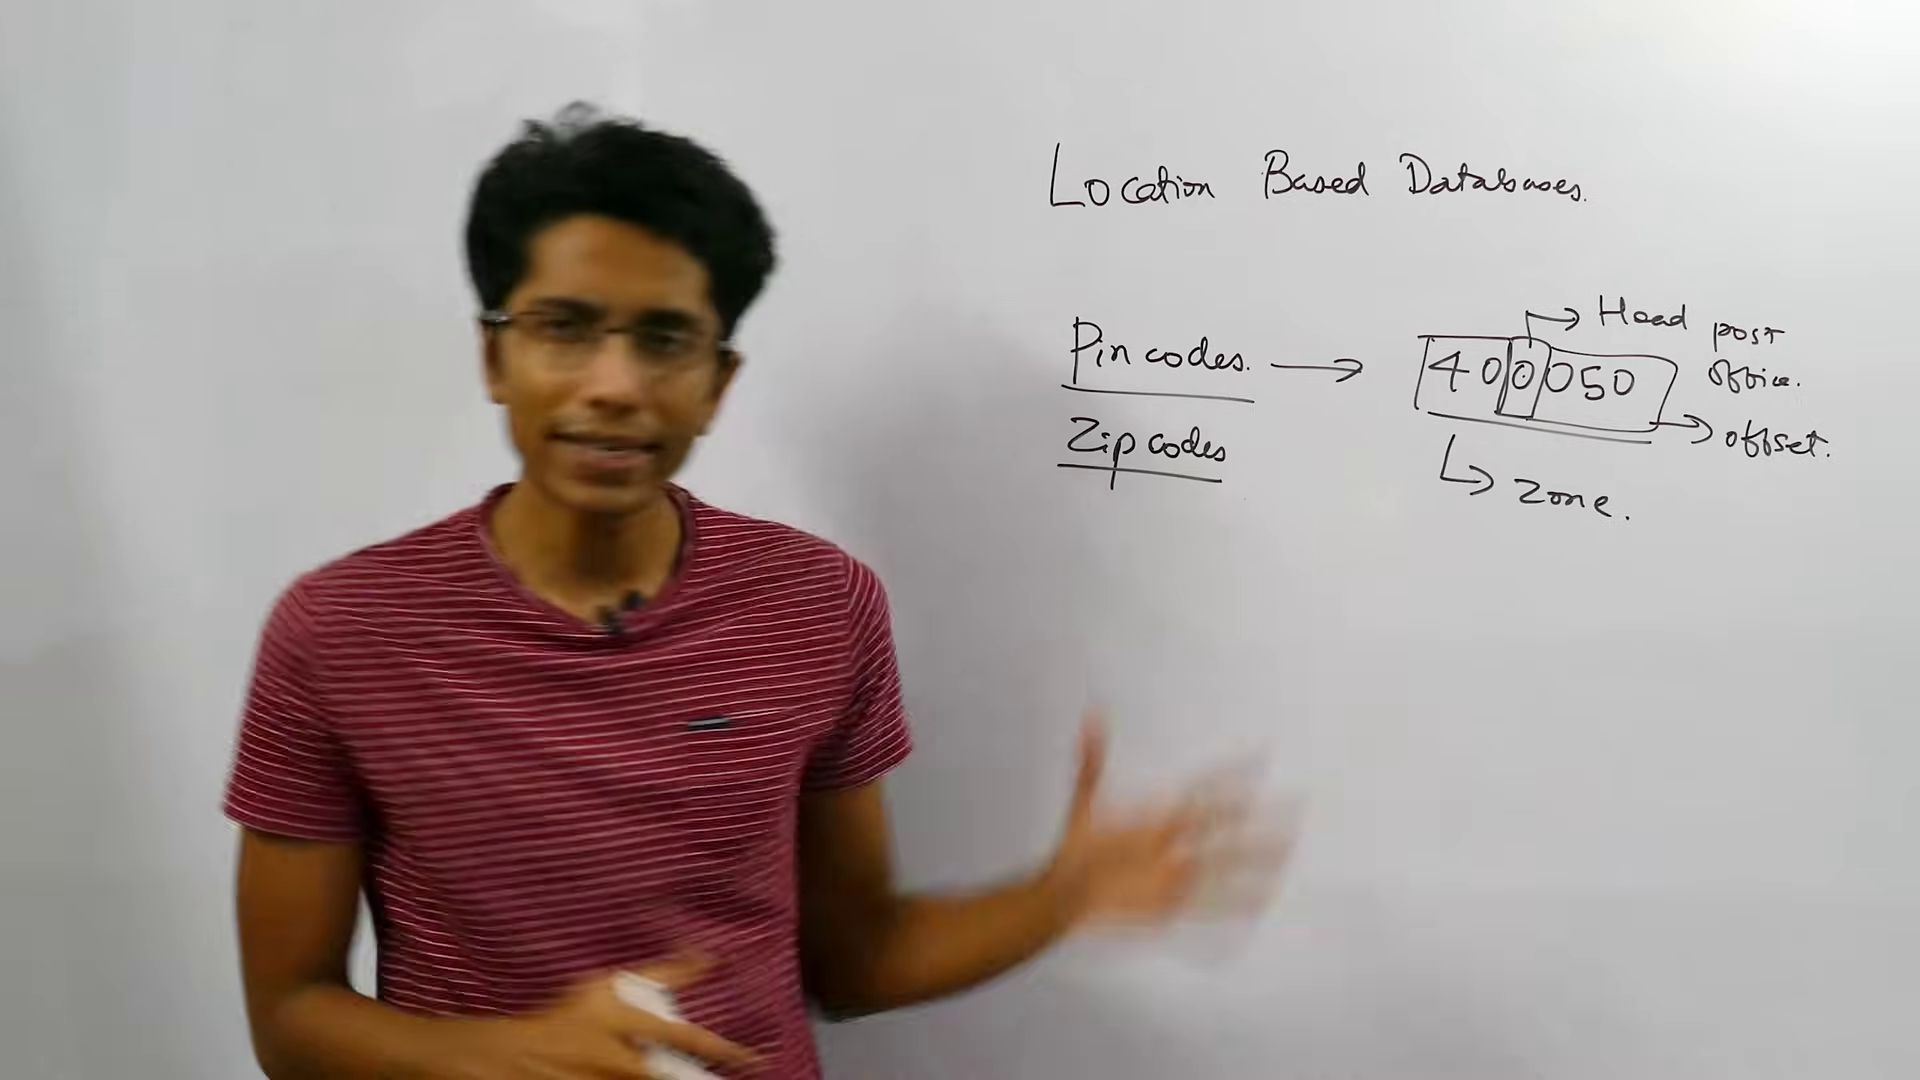 Location Based Databases.
Pin codes. → 400050
Head post office.
offset.
Zip codes
zone.